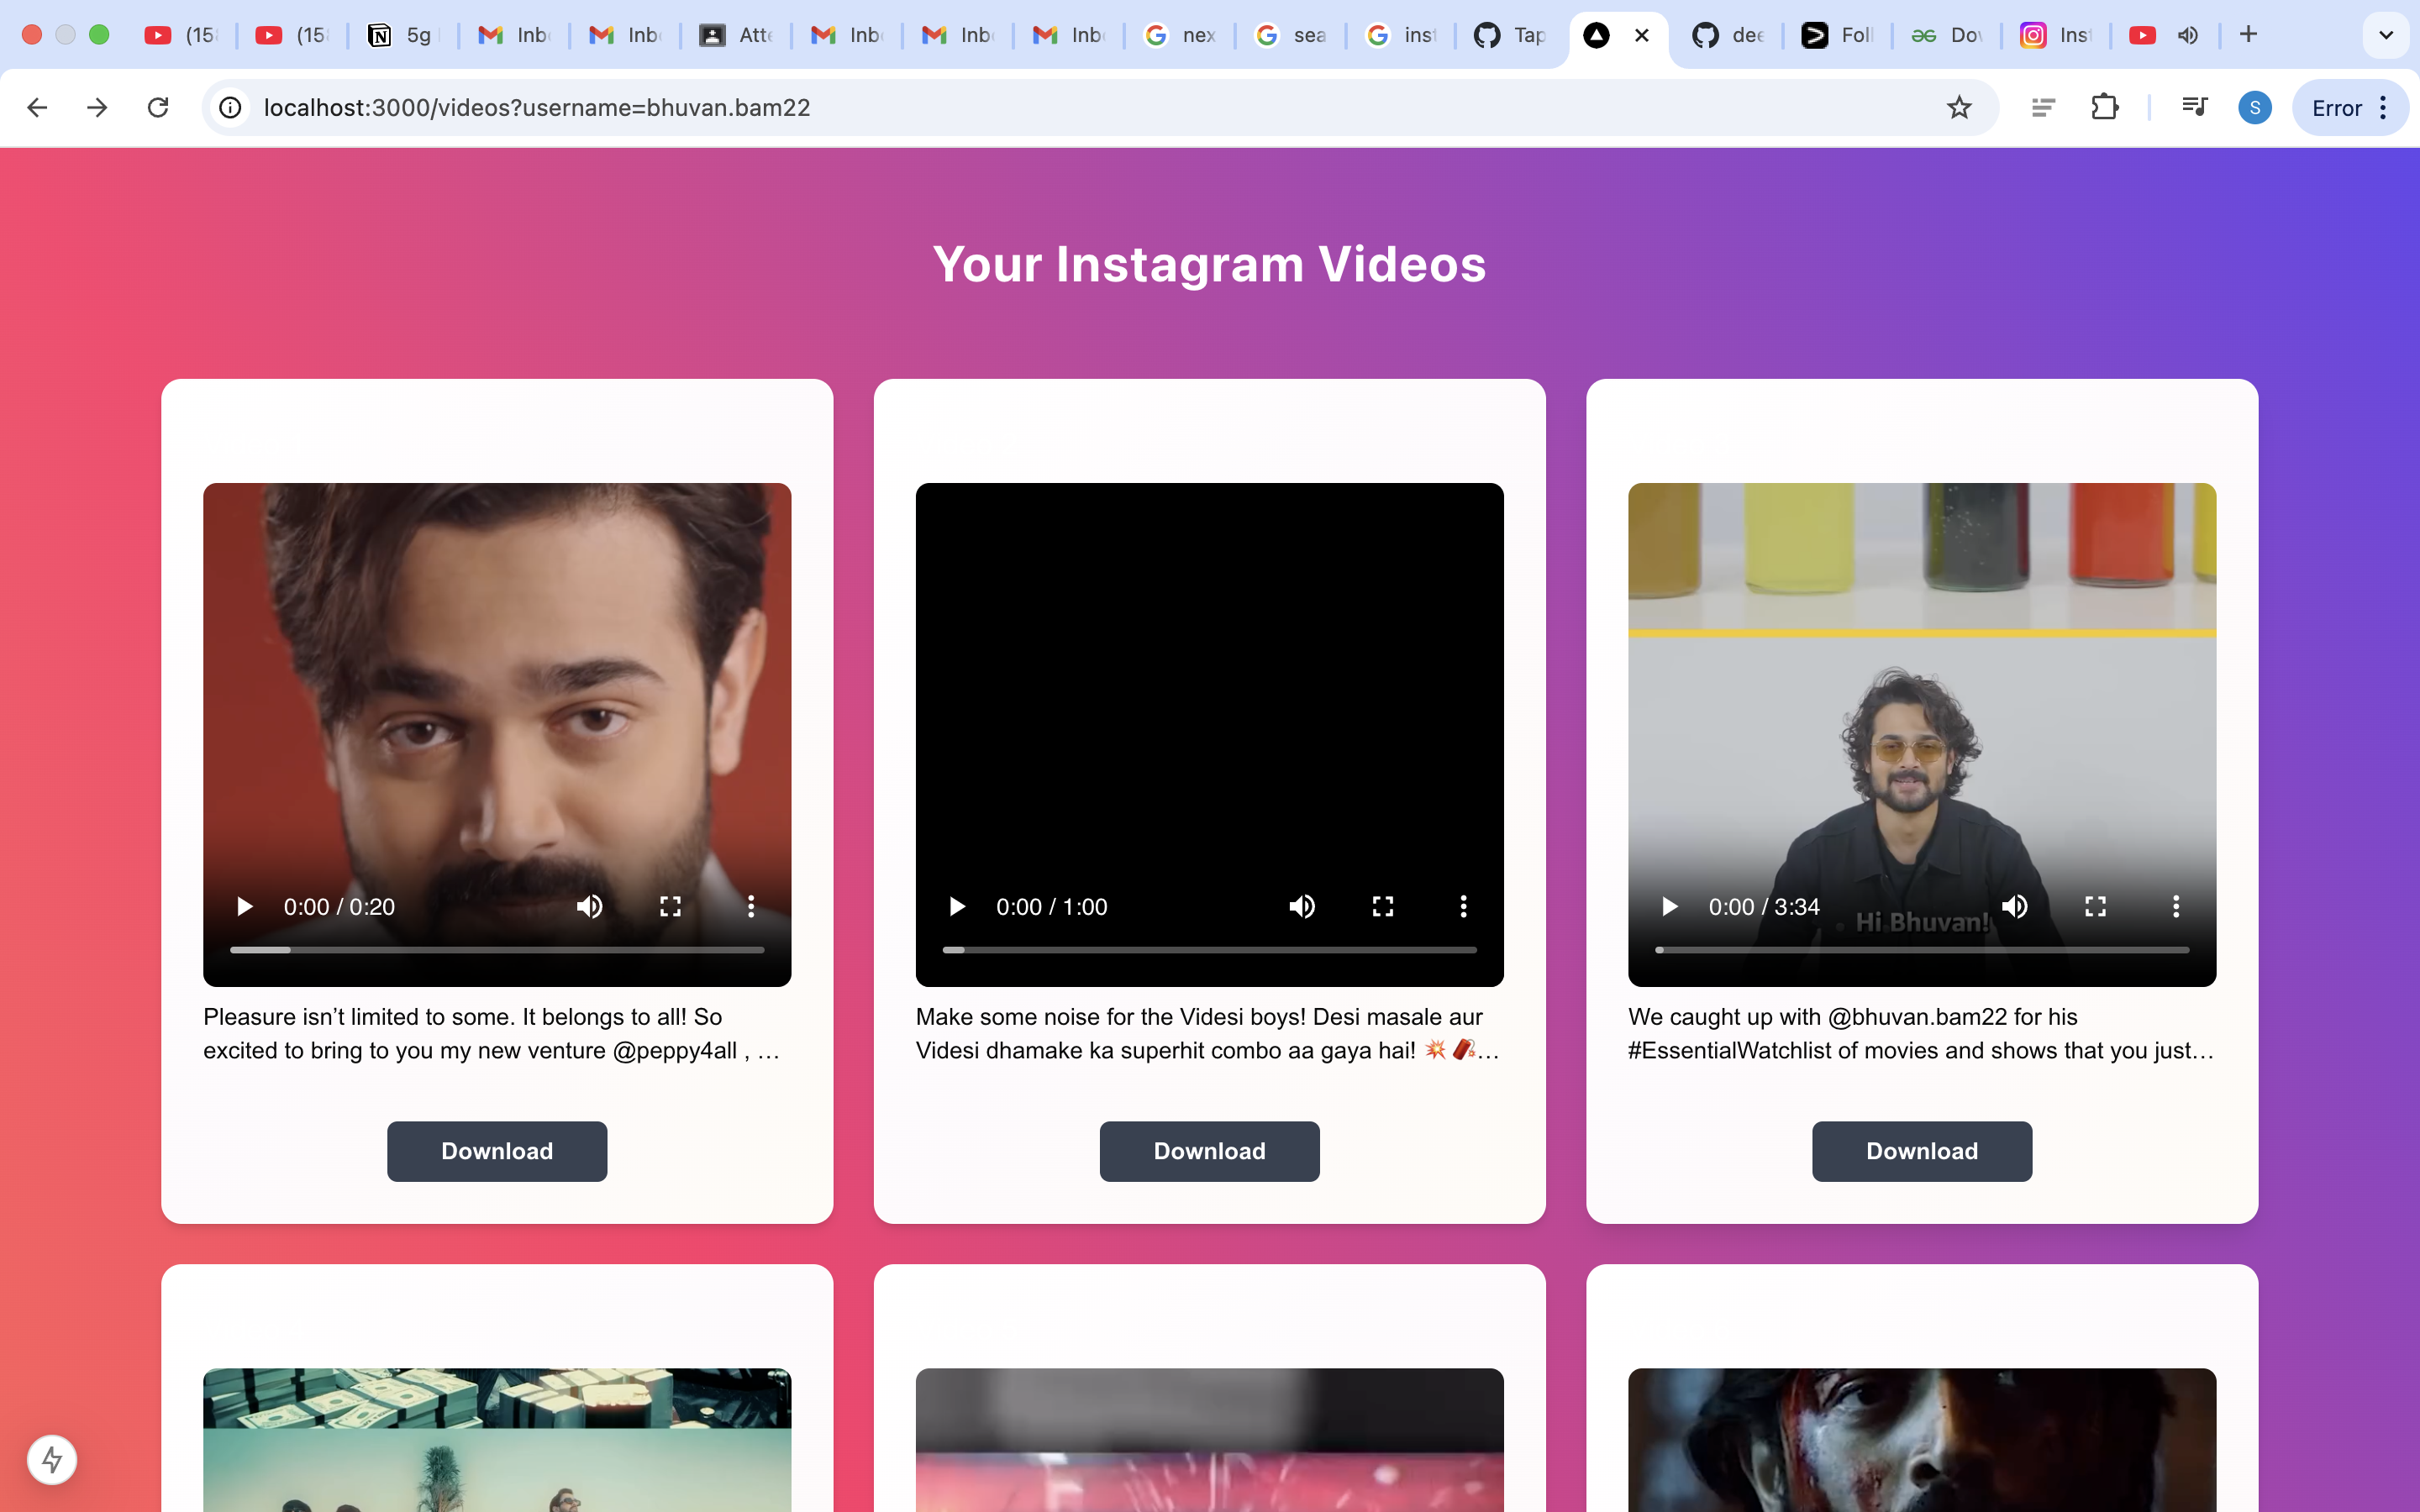 (15
(15
5g
Inb
Inb
Att
Inb
Inb
Inb
nex
sea
inst
Tap
dee
Foll
Do
Inst
localhost:3000/videos?username=bhuvan.bam22
S
Error
Your Instagram Videos
0:00 / 0:20
Pleasure isn’t limited to some. It belongs to all! So
excited to bring to you my new venture @peppy4all , …
Download
0:00 / 1:00
Make some noise for the Videsi boys! Desi masale aur
Videsi dhamake ka superhit combo aa gaya hai! 💥🧨…
Download
Hi Bhuvan!
0:00 / 3:34
We caught up with @bhuvan.bam22 for his
#EssentialWatchlist of movies and shows that you just…
Download